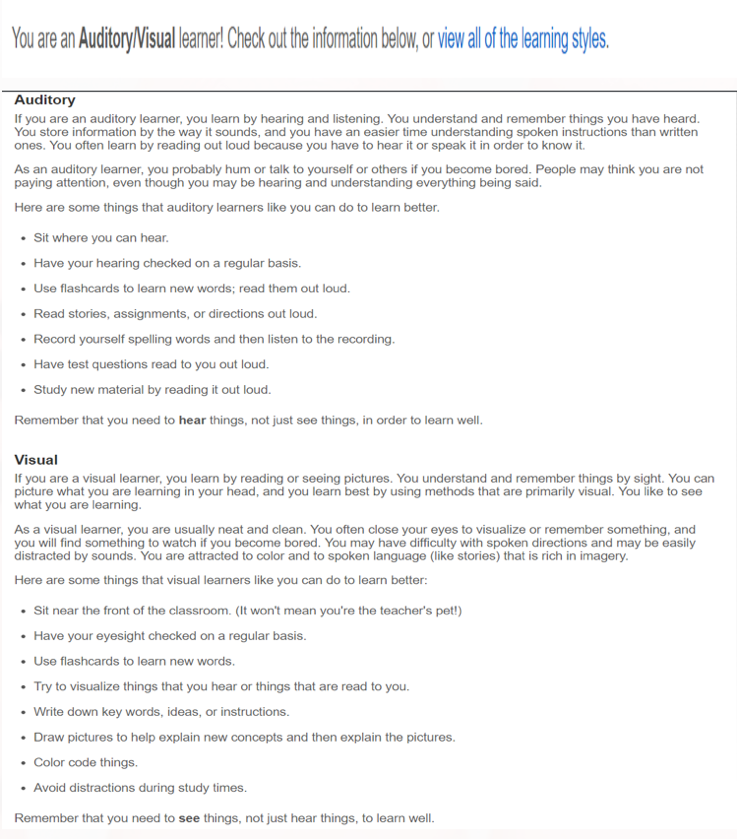 You are an Auditory/Visual learner! Check out the information below, or view all of the learning styles.
Auditory
If you are an auditory learner, you learn by hearing and listening. You understand and remember things you have heard.
You store information by the way it sounds, and you have an easier time understanding spoken instructions than written
ones. You often learn by reading out loud because you have to hear it or speak it in order to know it.
As an auditory learner, you probably hum or talk to yourself or others if you become bored. People may think you are not
paying attention, even though you may be hearing and understanding everything being said.
Here are some things that auditory learners like you can do to learn better.
• Sit where you can hear.
• Have your hearing checked on a regular basis.
• Use flashcards to learn new words; read them out loud.
• Read stories, assignments, or directions out loud.
• Record yourself spelling words and then listen to the recording.
• Have test questions read to you out loud.
• Study new material by reading it out loud.
Remember that you need to hear things, not just see things, in order to learn well.
Visual
If you are a visual learner, you learn by reading or seeing pictures. You understand and remember things by sight. You can
picture what you are learning in your head, and you learn best by using methods that are primarily visual. You like to see
what you are learning.
As a visual learner, you are usually neat and clean. You often close your eyes to visualize or remember something, and
you will find something to watch if you become bored. You may have difficulty with spoken directions and may be easily
distracted by sounds. You are attracted to color and to spoken language (like stories) that is rich in imagery.
Here are some things that visual learners like you can do to learn better:
• Sit near the front of the classroom. (It won't mean you're the teacher's pet!)
• Have your eyesight checked on a regular basis.
• Use flashcards to learn new words.
• Try to visualize things that you hear or things that are read to you.
• Write down key words, ideas, or instructions.
• Draw pictures to help explain new concepts and then explain the pictures.
• Color code things.
• Avoid distractions during study times.
Remember that you need to see things, not just hear things, to learn well.